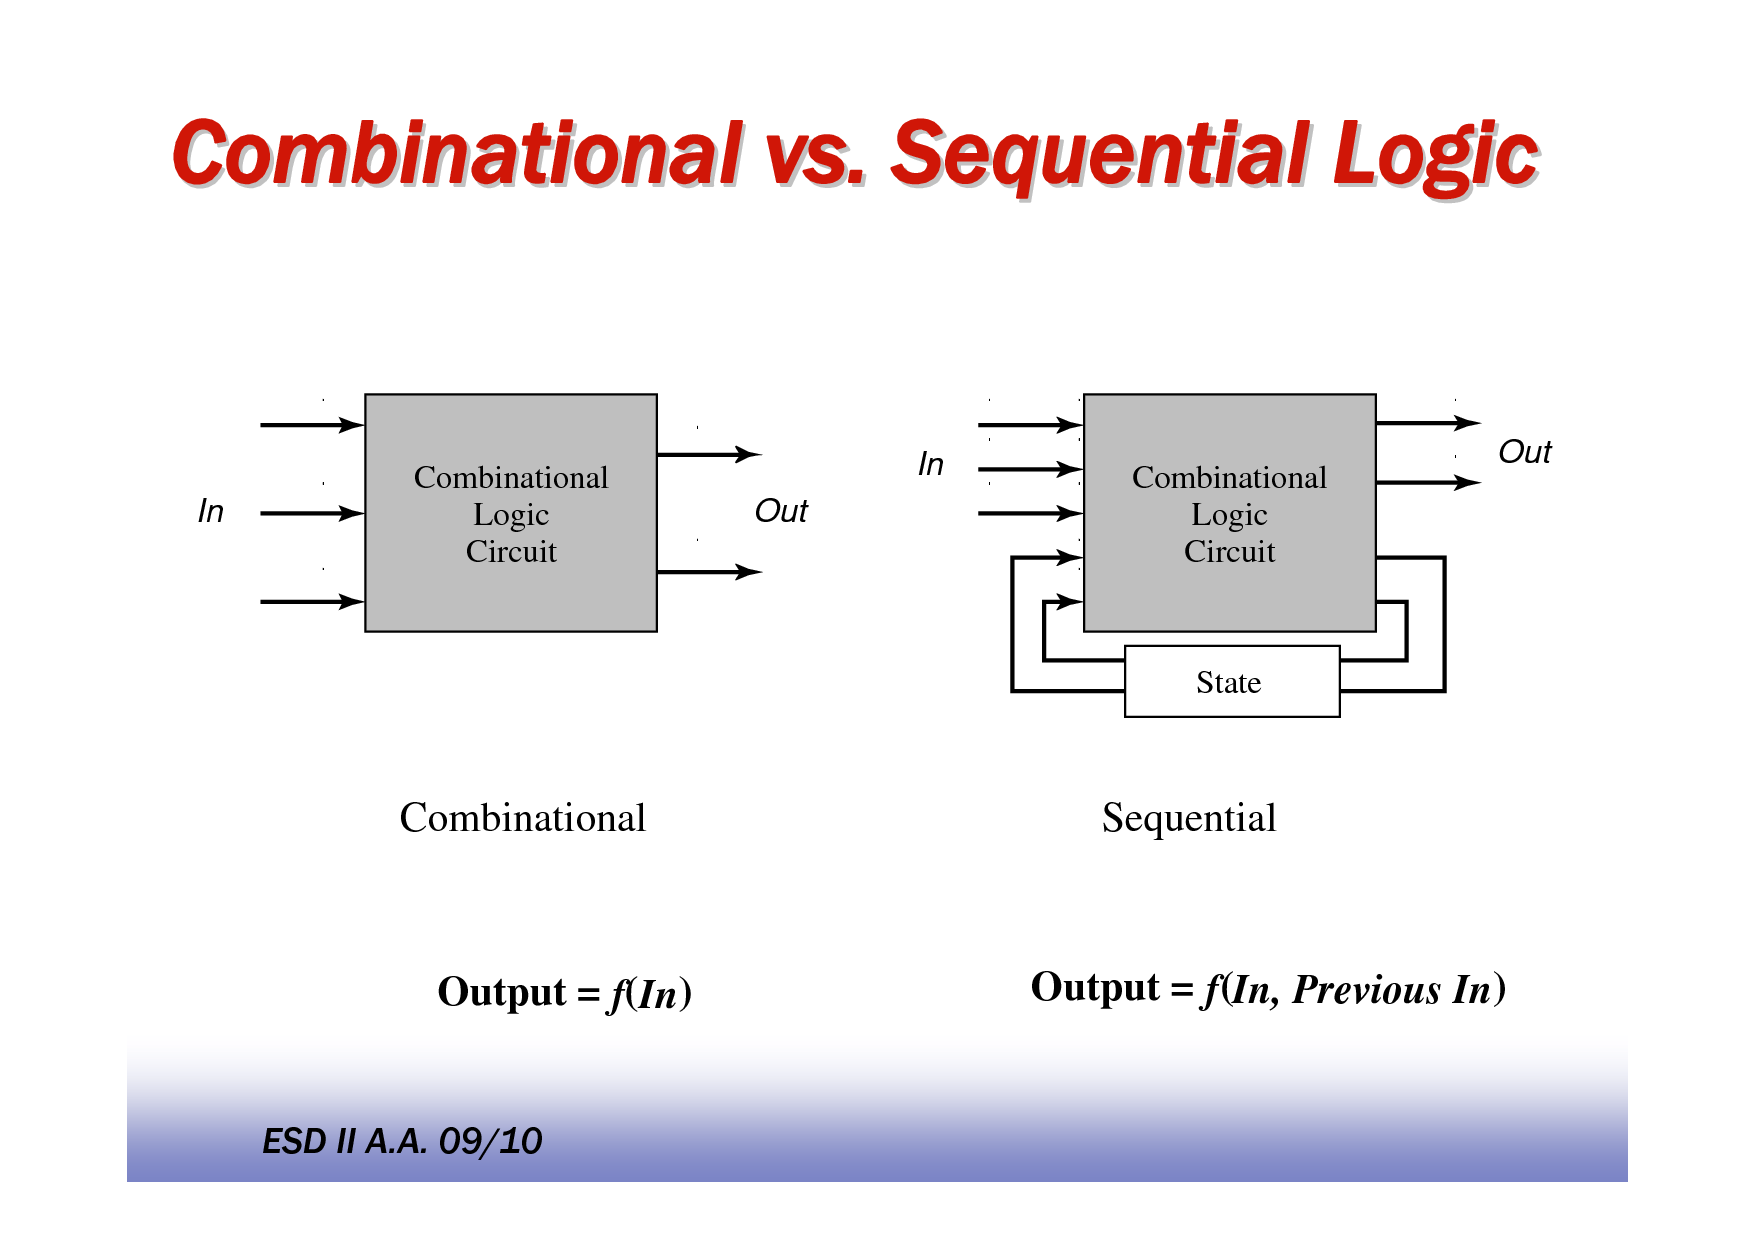 Combinational vs. Sequential Logic
In
Combinational
Logic
Circuit
Out
In
Combinational
Logic
Circuit
Out
State
Combinational
Sequential
Output = f(In)
Output = f(In, Previous In)
ESD II A.A. 09/10